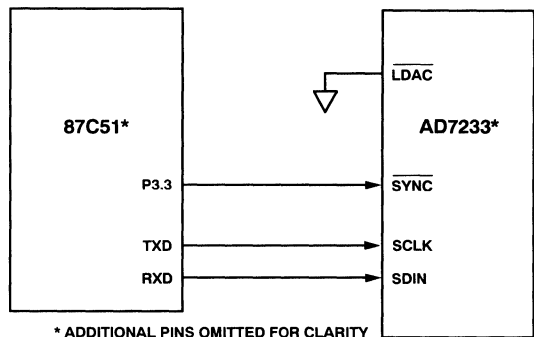 LDAC
87C51*
AD7233*
P3.3
SYNC
TXD
SCLK
RXD
SDIN
* ADDITIONAL PINS OMITTED FOR CLARITY